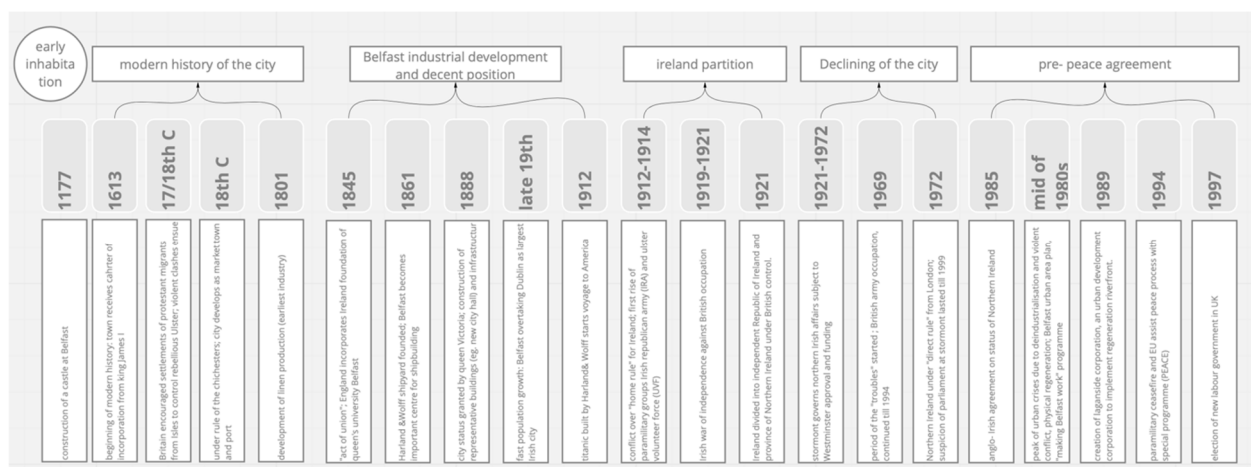 early
inhabita
tion
modern history of the city
Belfast industrial development
and decent position
ireland partition
Declining of the city
pre- peace agreement
1177
1613
17/18th C
18th C
1801
1845
1861
1888
late 19th
1912
1912-1914
1919-1921
1921
1921-1972
1969
1972
1985
mid of
1980s
1989
1994
1997
construction of a castle at Belfast
beginning of modern history; town receives cahrter of
incorporation from king James I
Britain encouraged settlements of protestant migrants
from Isles to control rebellious Ulster; violent clashes ensue
under rule of the chichesters; city develops as market town
and port
development of linen production (earliest industry)
"act of union"; England incorporates Ireland foundation of
queen's university Belfast
Harland &Wolff shipyard founded; Belfast becomes
important centre for shipbuilding
city status granted by queen Victoria; construction of
representative buildings (eg. new city hall) and infrastructur
fast population growth: Belfast overtaking Dublin as largest
Irish city
titanic built by Harland& Wolff starts voyage to America
conflict over "home rule" for Ireland; first rise of
paramilitary groups Irish republican army (IRA) and ulster
volunteer force (UVF)
Irish war of independence against British occupation
Ireland divided into independent Republic of Ireland and
province of Northern Ireland under British control.
stormont governs northern Irish affairs subject to
Westminster approval and funding
period of the "troubles" started ; British army occupation,
continued till 1994
Northern Ireland under "direct rule" from London;
suspicion of parliament at stormont lasted till 1999
anglo- Irish agreement on status of Northern Ireland
peak of urban crises due to deindustrialisation and violent
conflict, physical regeneration; Belfast urban area plan,
"making Belfast work" programme
creation of laganside corporation, an urban development
corporation to implement regeneration riverfront.
paramilitary ceasefire and EU assist peace process with
special programme (PEACE)
election of new labour government in UK